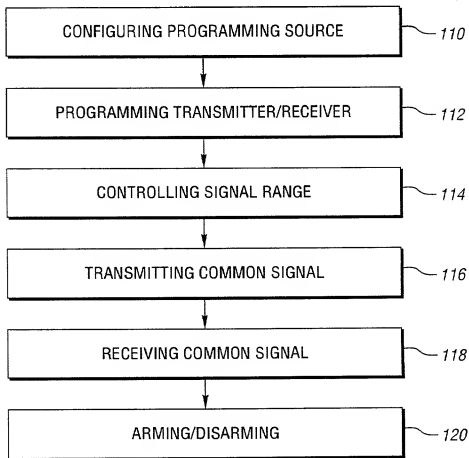 CONFIGURING PROGRAMMING SOURCE 110
PROGRAMMING TRANSMITTER/RECEIVER 112
CONTROLLING SIGNAL RANGE 114
TRANSMITTING COMMON SIGNAL 116
RECEIVING COMMON SIGNAL 118
ARMING/DISARMING 120